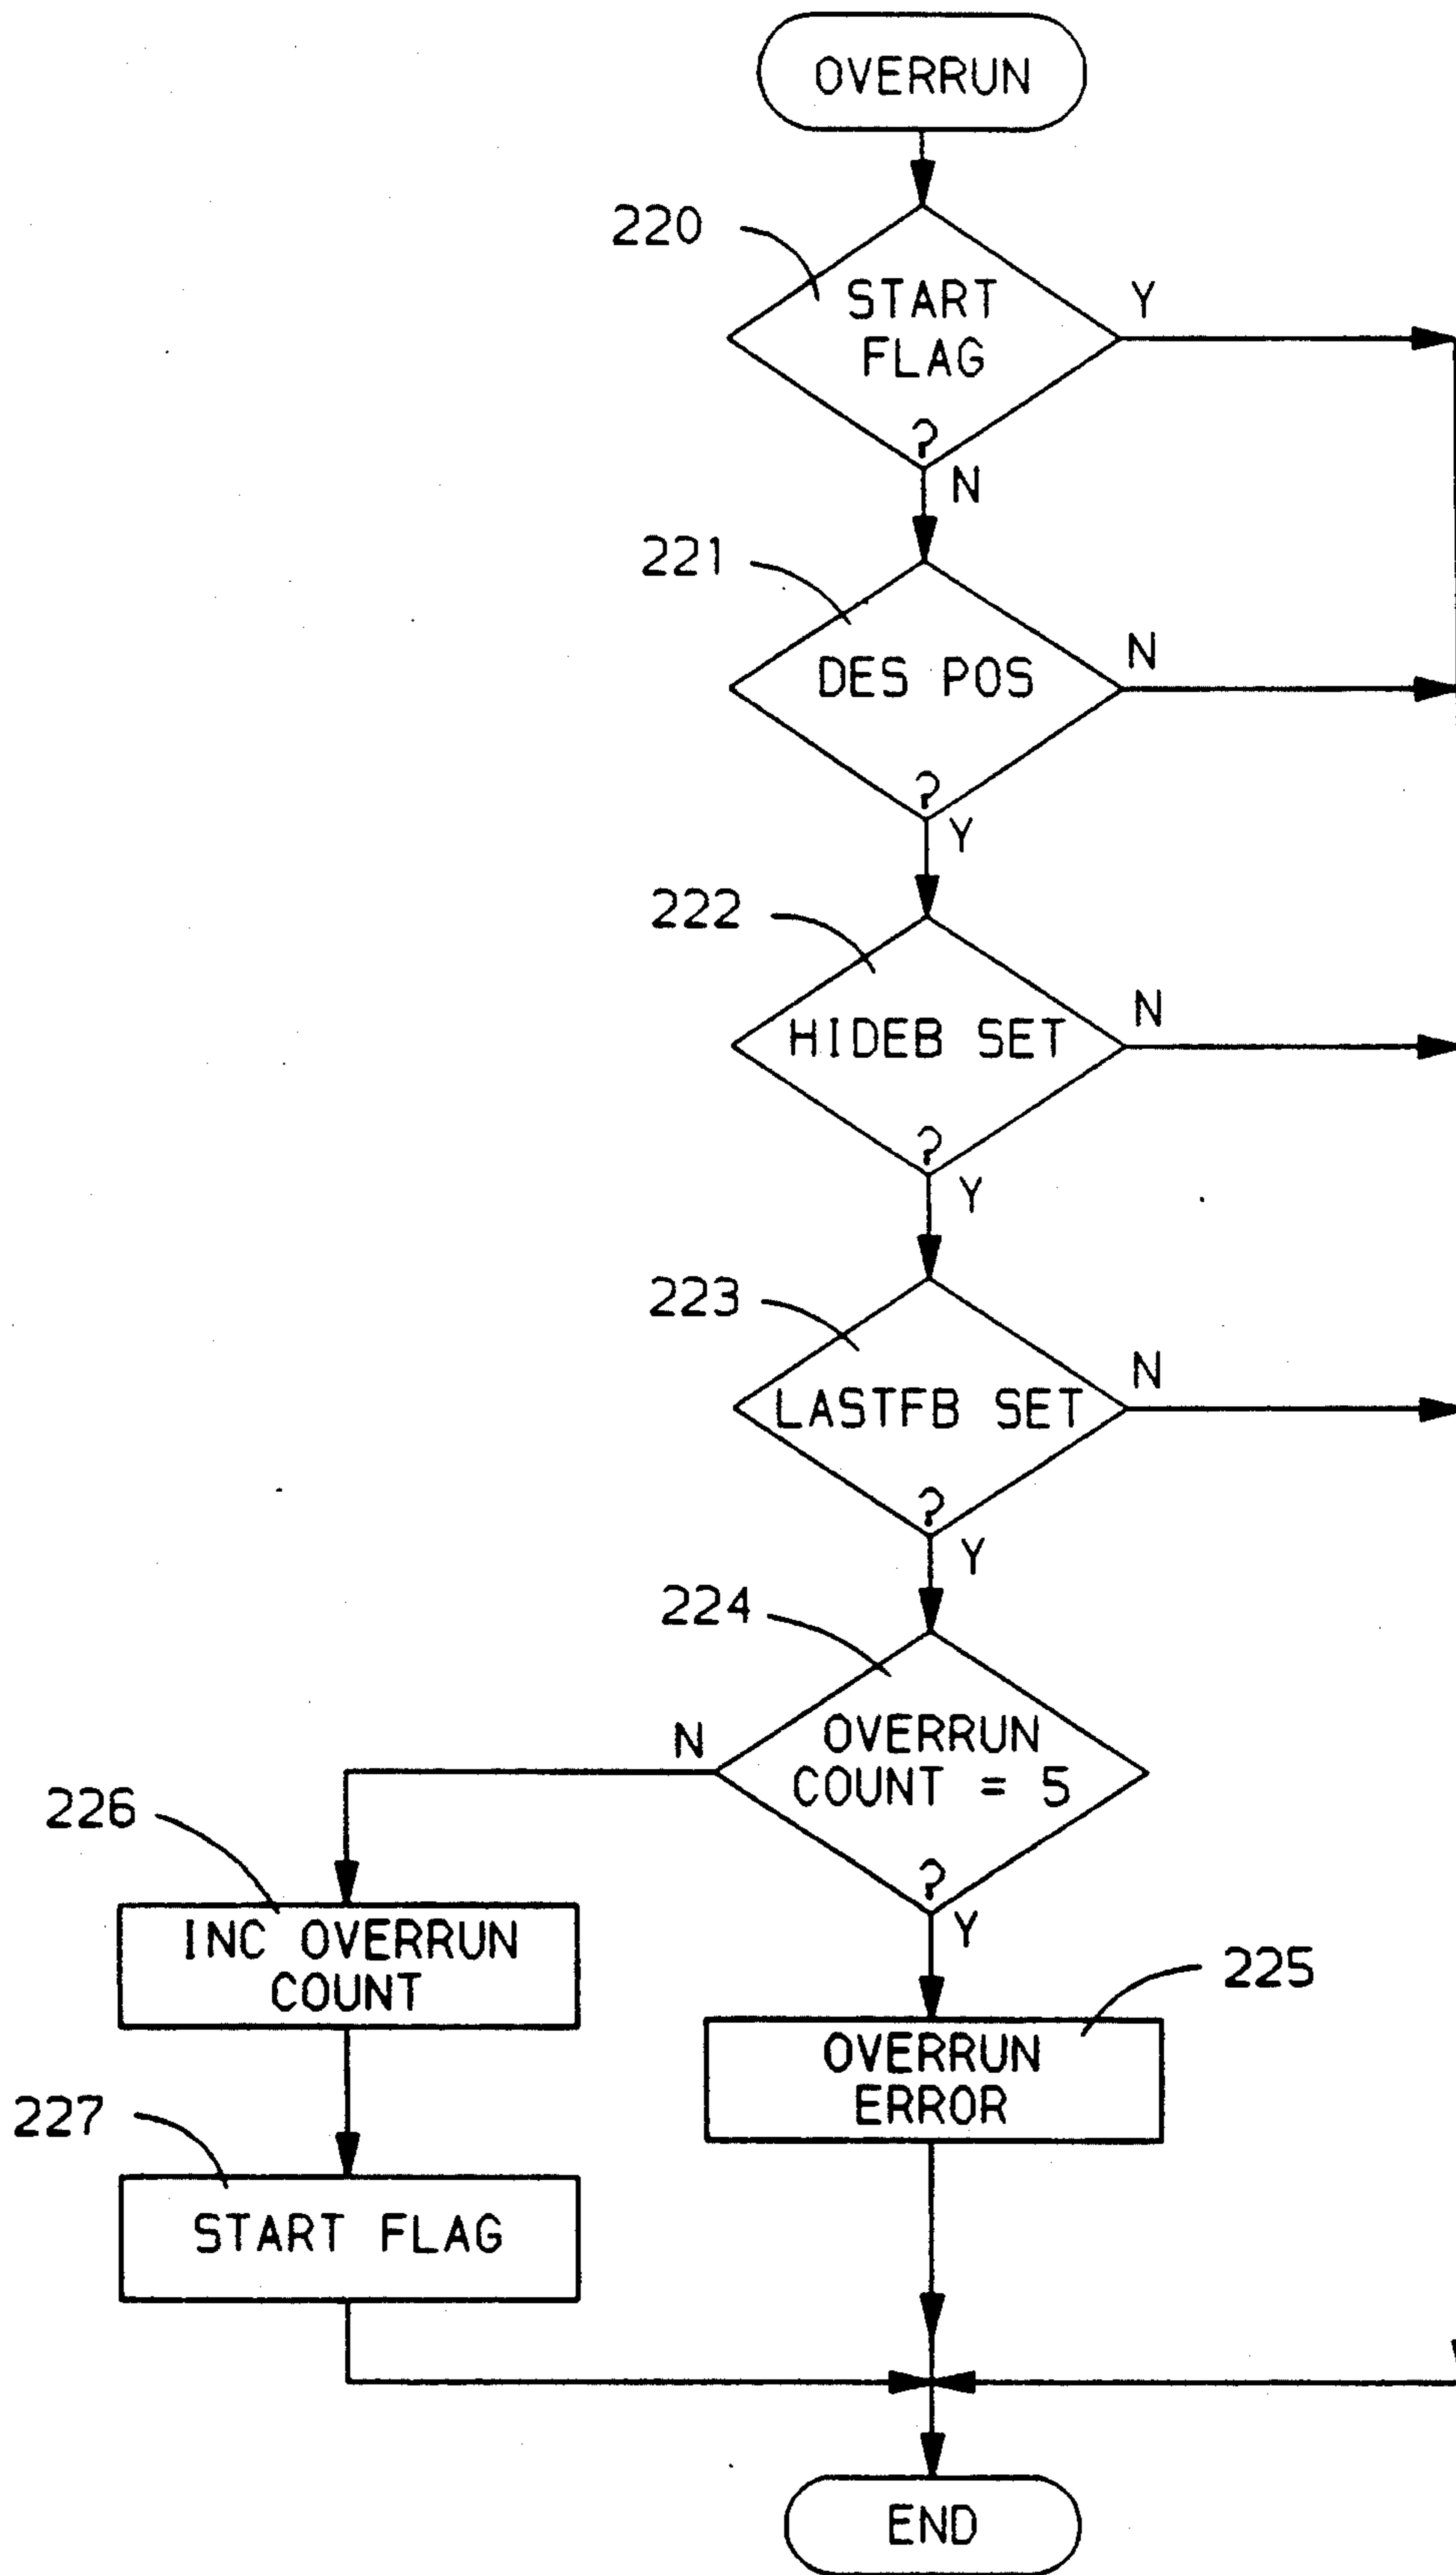 OVERRUN
220
START
FLAG
?
Y
N
221
DES POS
?
N
Y
222
HIDEB SET
?
N
Y
223
LASTFB SET
?
N
Y
224
OVERRUN
COUNT = 5
?
N
Y
226
INC OVERRUN
COUNT
225
OVERRUN
ERROR
227
START FLAG
END